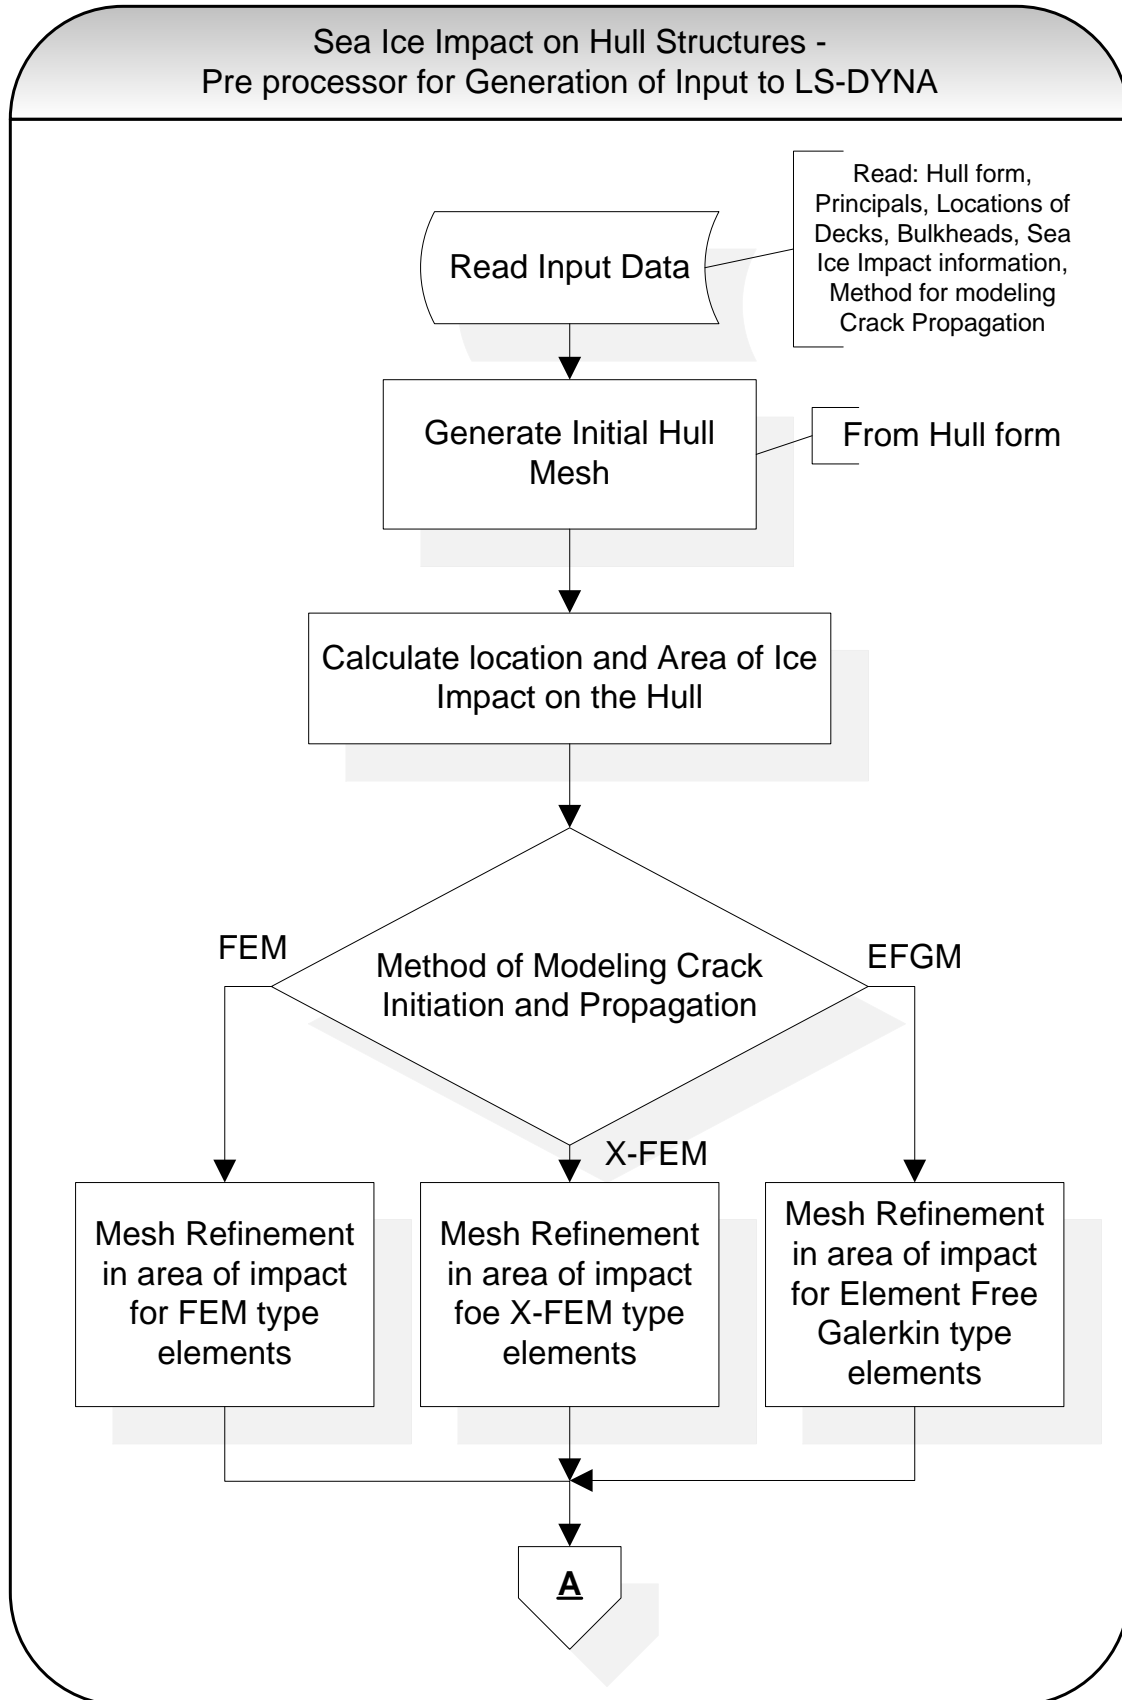 Sea Ice Impact on Hull Structures -
Pre processor for Generation of Input to LS-DYNA
Read: Hull form,
Principals, Locations of
Decks, Bulkheads, Sea
Ice Impact information,
Method for modeling
Crack Propagation
Read Input Data
Generate Initial Hull
Mesh
From Hull form
Calculate location and Area of Ice
Impact on the Hull
FEM
Method of Modeling Crack
Initiation and Propagation
EFGM
X-FEM
Mesh Refinement
in area of impact
for FEM type
elements
Mesh Refinement
in area of impact
foe X-FEM type
elements
Mesh Refinement
in area of impact
for Element Free
Galerkin type
elements
A